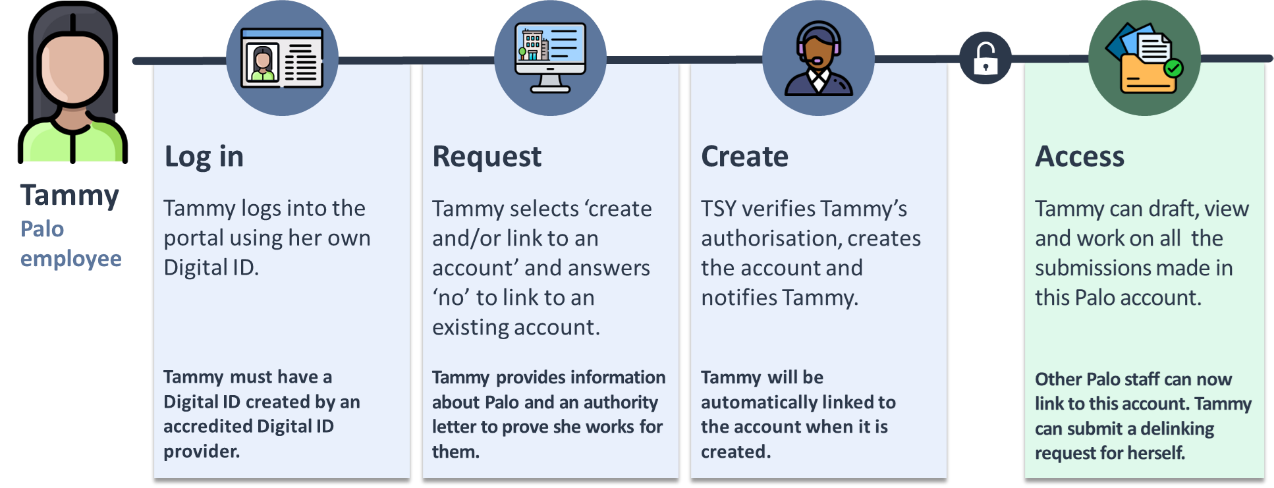 Tammy
Palo
employee
Log in
Tammy logs into the
portal using her own
Digital ID.
Tammy must have a
Digital ID created by an
accredited Digital ID
provider.
Request
Tammy selects ‘create
and/or link to an
account’ and answers
‘no’ to link to an
existing account.
Tammy provides information
about Palo and an authority
letter to prove she works for
them.
Create
TSY verifies Tammy’s
authorisation, creates
the account and
notifies Tammy.
Tammy will be
automatically linked to
the account when it is
created.
Access
Tammy can draft, view
and work on all the
submissions made in
this Palo account.
Other Palo staff can now
link to this account. Tammy
can submit a delinking
request for herself.